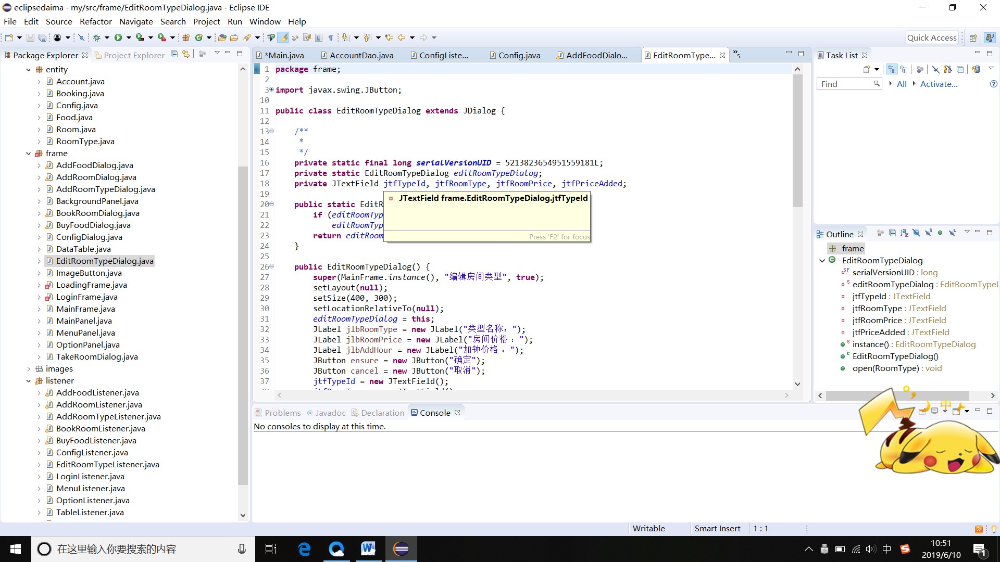 eclipsedaima - my/src/frame/EditRoomTypeDialog.java - Eclipse IDE
File Edit Source Refactor Navigate Search Project Run Window Help
Quick Access
Package Explorer
Project Explorer
entity
Account.java
Booking.java
Config.java
Food.java
Room.java
RoomType.java
frame
AddFoodDialog.java
AddRoomDialog.java
AddRoomTypeDialog.java
BackgroundPanel.java
BookRoomDialog.java
BuyFoodDialog.java
ConfigDialog.java
DataTable.java
EditRoomTypeDialog.java
ImageButton.java
LoadingFrame.java
LoginFrame.java
MainFrame.java
MainPanel.java
MenuPanel.java
OptionPanel.java
TakeRoomDialog.java
images
listener
AddFoodListener.java
AddRoomListener.java
AddRoomTypeListener.java
BookRoomListener.java
BuyFoodListener.java
ConfigListener.java
EditRoomTypeListener.java
LoginListener.java
MenuListener.java
OptionListener.java
TableListener.java
*Main.java AccountDao.java ConfigListe... Config.java AddFoodDialo... EditRoomType... »5
1 package frame;
2
3 import javax.swing.JButton;
10
11 public class EditRoomTypeDialog extends JDialog {
12
13 /**
14 *
15 */
16 private static final long serialVersionUID = 5213823654951559181L;
17 private static EditRoomTypeDialog editRoomTypeDialog;
18 private JTextField jtfTypeId, jtfRoomType, jtfRoomPrice, jtfPriceAdded;
19
20 public static EditR
21 if (editRoomTyp
22 editRoomTyp
23 return editRoom
24 }
25
26 public EditRoomTypeDialog() {
27 super(MainFrame.instance(), "编辑房间类型", true);
28 setLayout(null);
29 setSize(400, 300);
30 setLocationRelativeTo(null);
31 editRoomTypeDialog = this;
32 JLabel jlbRoomType = new JLabel("类型名称：");
33 JLabel jlbRoomPrice = new JLabel("房间价格 ：");
34 JLabel jlbAddHour = new JLabel("加钟价格 ：");
35 JButton ensure = new JButton("确定");
36 JButton cancel = new JButton("取消");
37 jtfTypeId = new JTextField();
JTextField frame.EditRoomTypeDialog.jtfTypeId
Press 'F2' for focus
Problems @ Javadoc Declaration Console
No consoles to display at this time.
Task List
Find
All
Activate...
Outline
frame
EditRoomTypeDialog
serialVersionUID : long
editRoomTypeDialog : EditRoomTypeD
jtfTypeId : JTextField
jtfRoomType : JTextField
jtfRoomPrice : JTextField
jtfPriceAdded : JTextField
instance() : EditRoomTypeDialog
EditRoomTypeDialog()
open(RoomType) : void
中
Writable
Smart Insert
1 : 1
在这里输入你要搜索的内容
中
10:51
2019/6/10
1